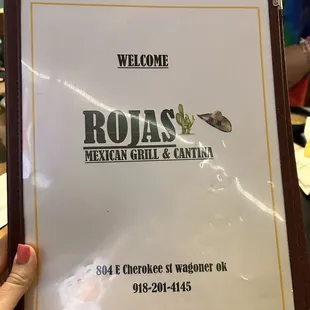 WELCOME
ROJAS
MEXICAN GRILL & CANTINA
804 E Cherokee st wagoner ok
918-201-4145